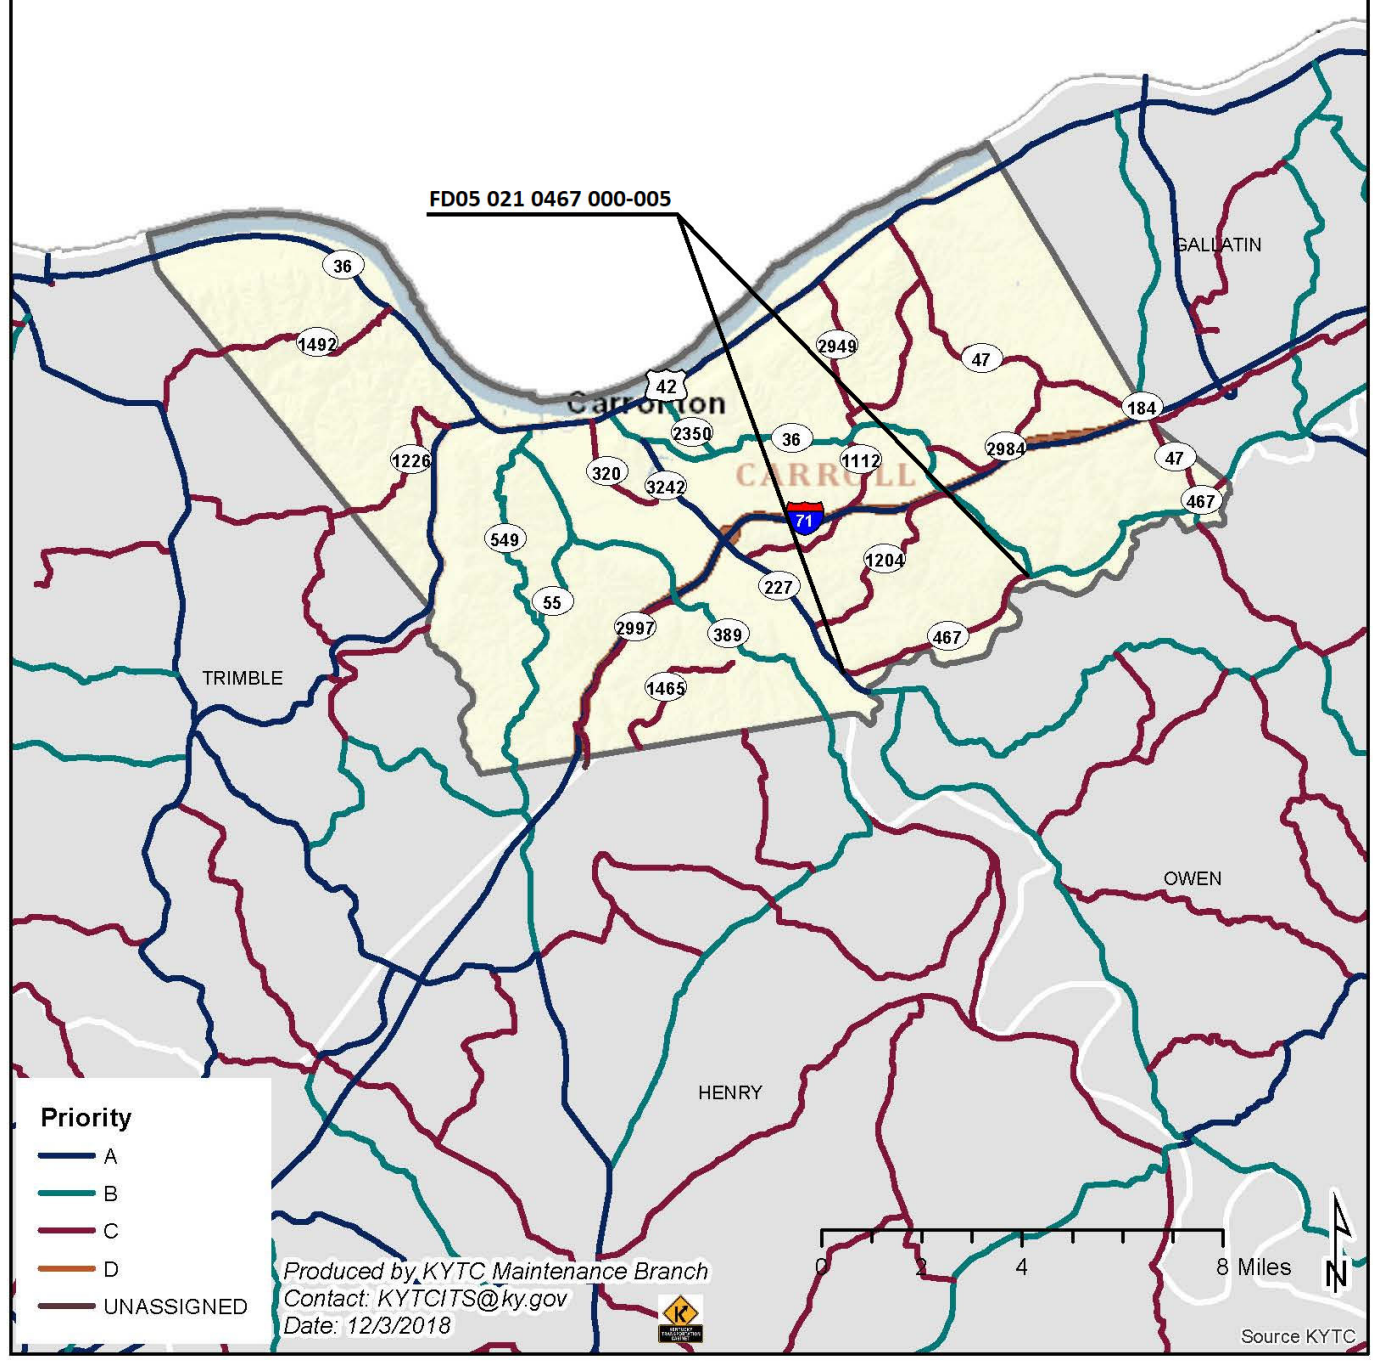 FD05 021 0467 000-005
GALLATIN
36
1492
2949
47
42
Carrollton
184
2350
36
2984
1226
320
3242
1112
47
CARROLL
467
71
549
1204
227
55
2997
389
467
TRIMBLE
1465
OWEN
HENRY
Priority
A
B
C
D
UNASSIGNED
0 2 4 8 Miles
N
Produced by KYTC Maintenance Branch
Contact: KYTCITS@ky.gov
Date: 12/3/2018
K
KENTUCKY
TRANSPORTATION
CABINET
Source KYTC